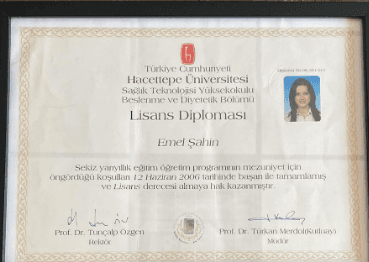 Türkiye Cumhuriyeti
Hacettepe Üniversitesi
Sağlık Teknolojisi Yüksekokulu
Beslenme ve Diyetetik Bölümü
Lisans Diploması
Emel Şahin
Sekiz yarıyıllık eğitim öğretim programının mezuniyet için
öngördüğü koşulları 12 Haziran 2006 tarihinde başarı ile tamamlamış
ve Lisans derecesi almaya hak kazanmıştır.
Prof. Dr. Tunçalp Özgen
Rektör
Prof. Dr. Türkan Merdol(Kutluay)
Müdür